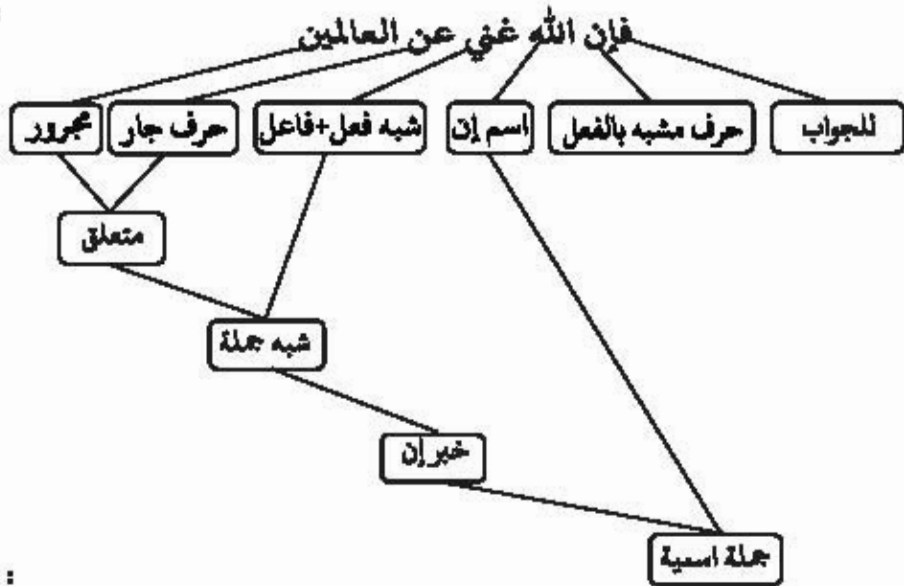 فإن الله غني عن العالمين
للجواب
حرف مشبه بالفعل
اسم إن
شبه فعل+فاعل
حرف جار
مجرور
متعلق
شبه جملة
خبر إن
جملة اسمية
: